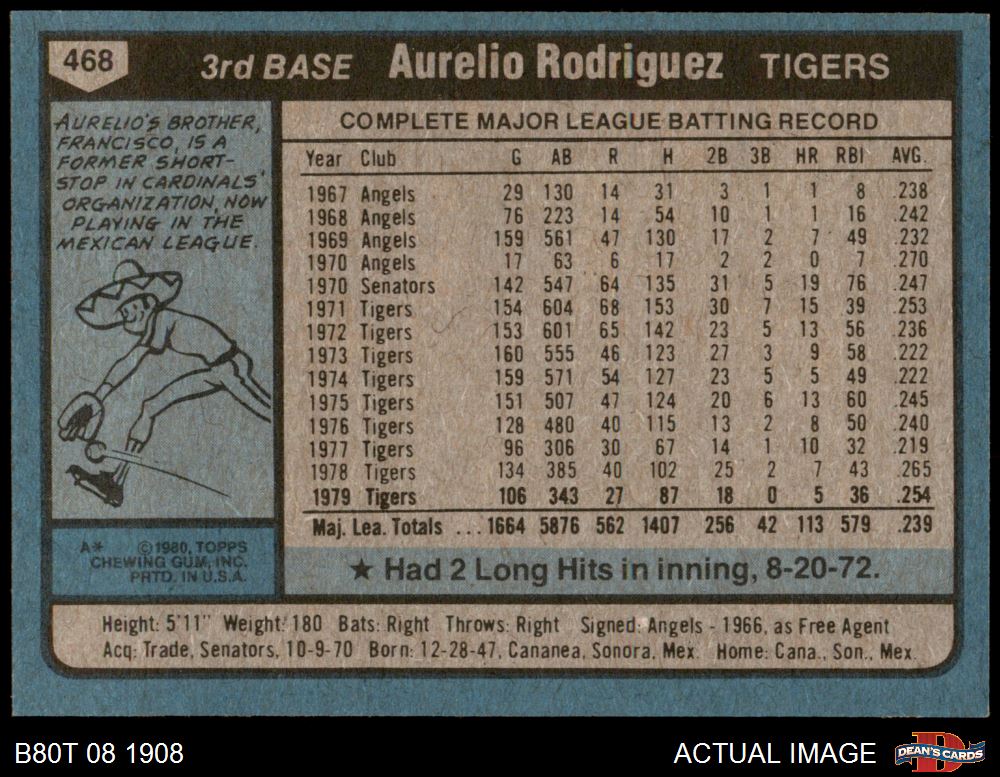 468 3rd BASE Aurelio Rodriguez TIGERS
AURELIO'S BROTHER,
FRANCISCO, IS A
FORMER SHORT-
STOP IN CARDINALS'
ORGANIZATION, NOW
PLAYING IN THE
MEXICAN LEAGUE.
A* ©1980, TOPPS
CHEWING GUM, INC.
PRTD. IN U.S.A.
COMPLETE MAJOR LEAGUE BATTING RECORD
Year Club G AB R H 2B 3B HR RBI AVG.
1967 Angels 29 130 14 31 3 1 1 8 .238
1968 Angels 76 223 14 54 10 1 1 16 .242
1969 Angels 159 561 47 130 17 2 7 49 .232
1970 Angels 17 63 6 17 2 2 0 7 .270
1970 Senators 142 547 64 135 31 5 19 76 .247
1971 Tigers 154 604 68 153 30 7 15 39 .253
1972 Tigers 153 601 65 142 23 5 13 56 .236
1973 Tigers 160 555 46 123 27 3 9 58 .222
1974 Tigers 159 571 54 127 23 5 5 49 .222
1975 Tigers 151 507 47 124 20 6 13 60 .245
1976 Tigers 128 480 40 115 13 2 8 50 .240
1977 Tigers 96 306 30 67 14 1 10 32 .219
1978 Tigers 134 385 40 102 25 2 7 43 .265
1979 Tigers 106 343 27 87 18 0 5 36 .254
Maj. Lea. Totals ... 1664 5876 562 1407 256 42 113 579 .239
★ Had 2 Long Hits in inning, 8-20-72.
Height: 5'11" Weight: 180 Bats: Right Throws: Right Signed: Angels - 1966, as Free Agent
Acq: Trade, Senators, 10-9-70 Born: 12-28-47, Cananea, Sonora, Mex. Home: Cana., Son., Mex.
B80T 08 1908 ACTUAL IMAGE D DEAN'S CARDS